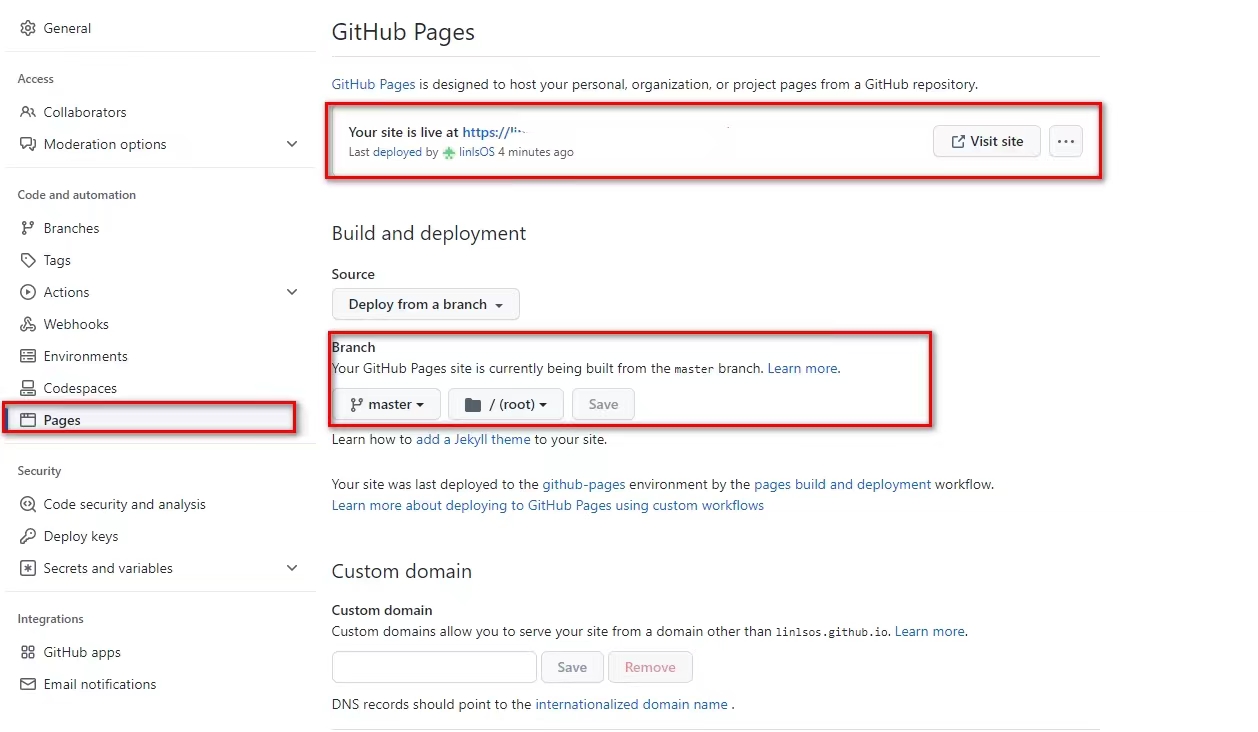 General
Access
Collaborators
Moderation options
Code and automation
Branches
Tags
Actions
Webhooks
Environments
Codespaces
Pages
Security
Code security and analysis
Deploy keys
Secrets and variables
Integrations
GitHub apps
Email notifications
GitHub Pages
GitHub Pages is designed to host your personal, organization, or project pages from a GitHub repository.
Your site is live at https://
Last deployed by linlsOS 4 minutes ago
Visit site
Build and deployment
Source
Deploy from a branch
Branch
Your GitHub Pages site is currently being built from the master branch. Learn more.
master / (root) Save
Learn how to add a Jekyll theme to your site.
Your site was last deployed to the github-pages environment by the pages build and deployment workflow.
Learn more about deploying to GitHub Pages using custom workflows
Custom domain
Custom domain
Custom domains allow you to serve your site from a domain other than linlsos.github.io. Learn more.
Save Remove
DNS records should point to the internationalized domain name .